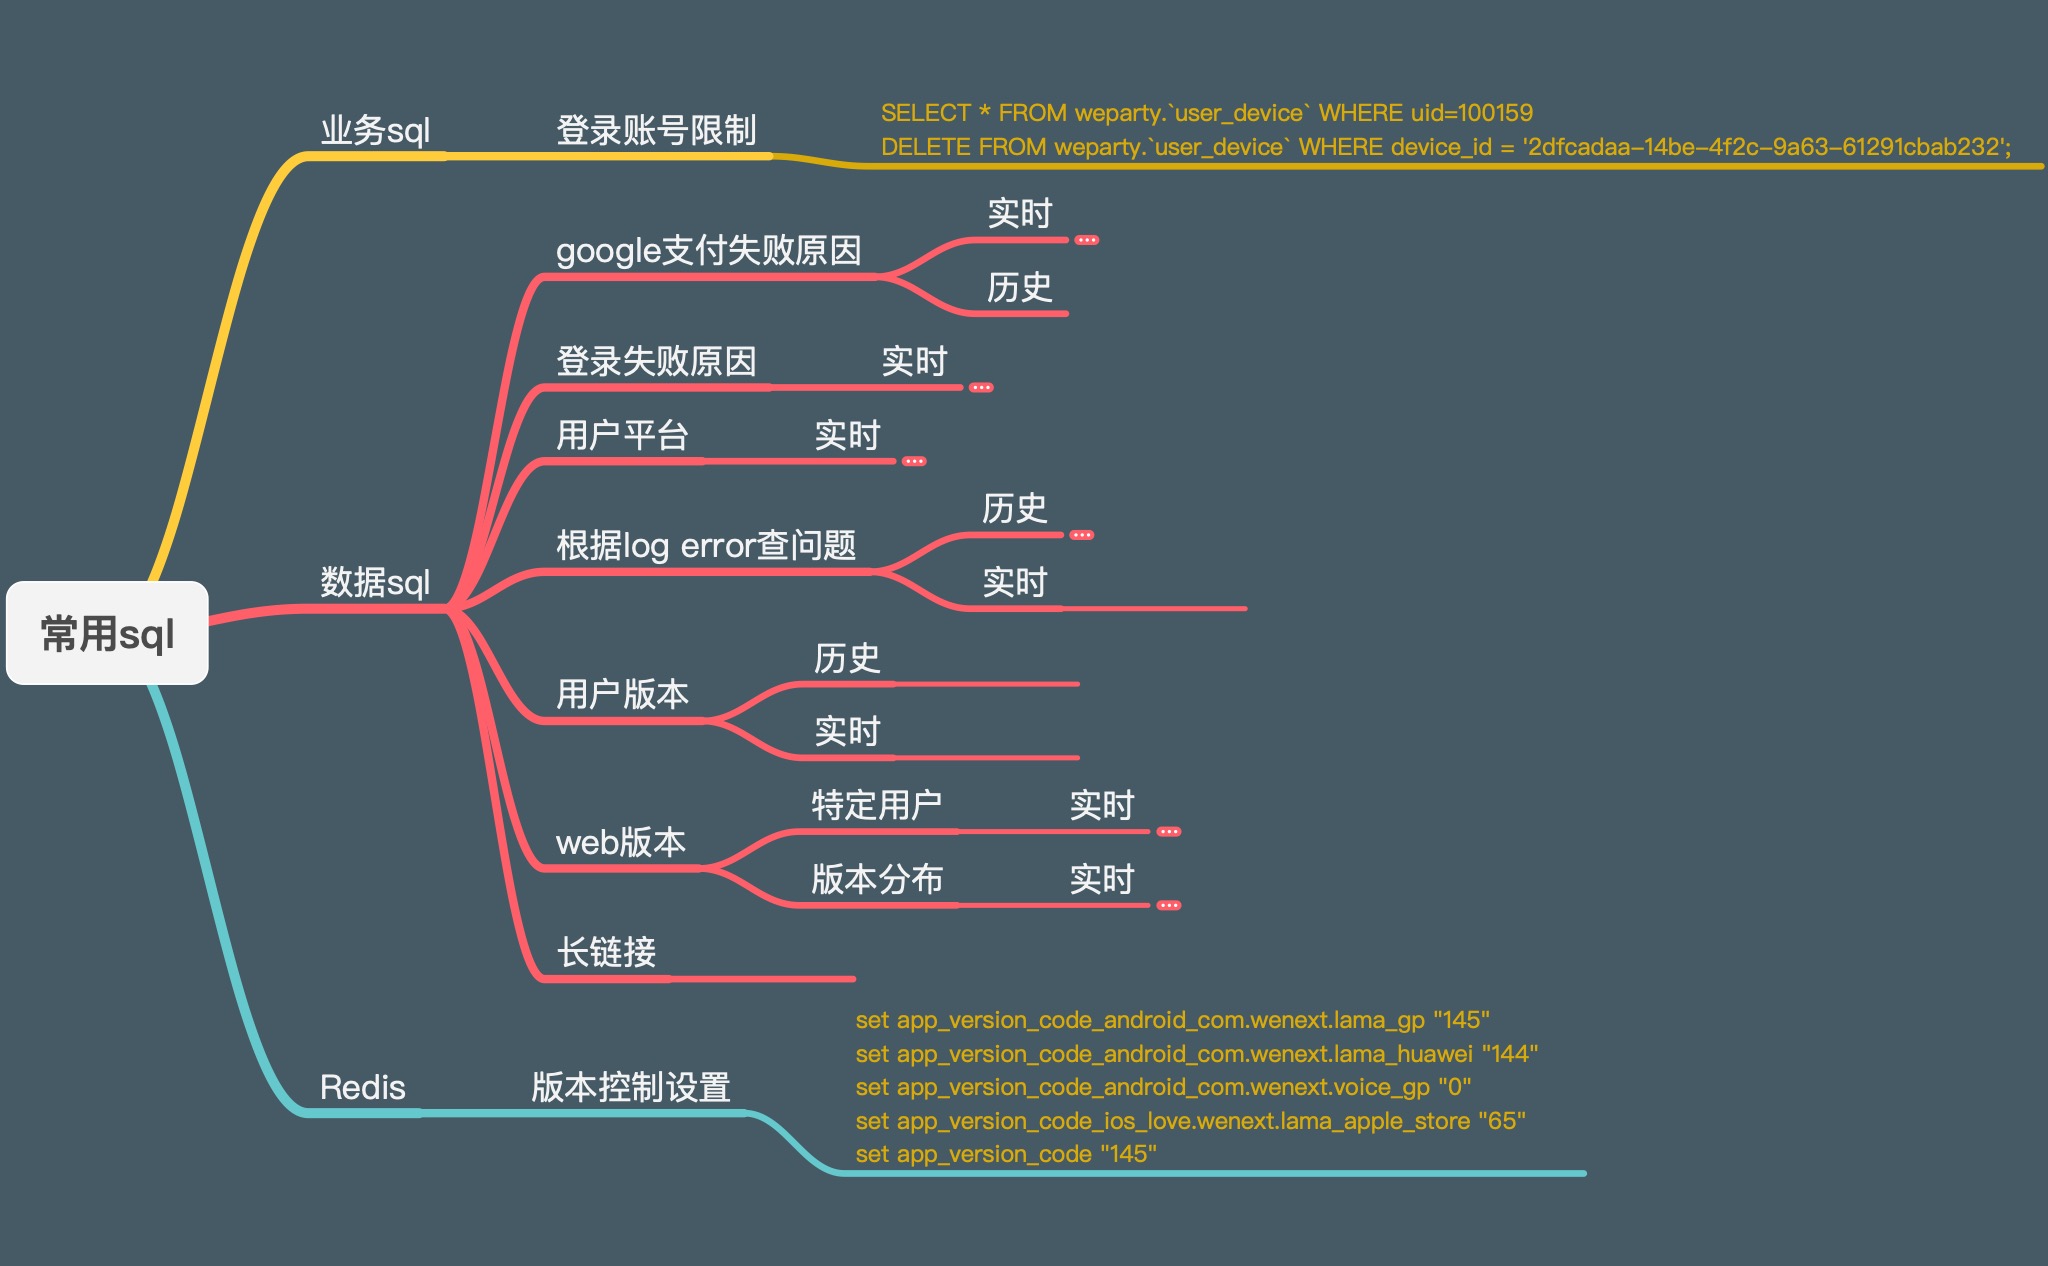 常用sql
业务sql
登录账号限制
SELECT * FROM weparty.`user_device` WHERE uid=100159
DELETE FROM weparty.`user_device` WHERE device_id = '2dfcadaa-14be-4f2c-9a63-61291cbab232';
数据sql
google支付失败原因
实时
历史
登录失败原因
实时
用户平台
实时
根据log error查问题
历史
实时
用户版本
历史
实时
web版本
特定用户
实时
版本分布
实时
长链接
Redis
版本控制设置
set app_version_code_android_com.wenext.lama_gp "145"
set app_version_code_android_com.wenext.lama_huawei "144"
set app_version_code_android_com.wenext.voice_gp "0"
set app_version_code_ios_love.wenext.lama_apple_store "65"
set app_version_code "145"